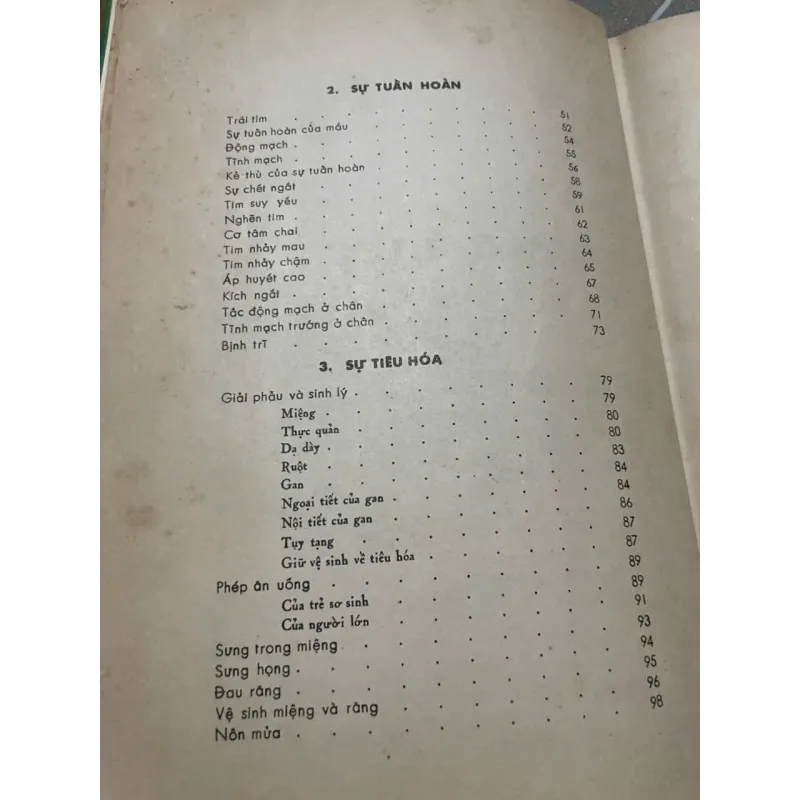 2. SỰ TUẦN HOÀN
Trái tim . . . . . . . . . . 51
Sự tuần hoàn của máu . . . . . . . 52
Động mạch . . . . . . . . . . 54
Tĩnh mạch . . . . . . . . . . 55
Kẻ thù của sự tuần hoàn . . . . . . . 56
Sự chết ngất . . . . . . . . . 58
Tim suy yếu . . . . . . . . . 59
Nghẽn tim . . . . . . . . . . 61
Cơ tâm chai . . . . . . . . . 62
Tim nhảy mau . . . . . . . . . 63
Tim nhảy chậm . . . . . . . . . 64
Áp huyết cao . . . . . . . . . 65
Kích ngất . . . . . . . . . . 67
Tắc động mạch ở chân . . . . . . . 68
Tĩnh mạch trướng ở chân . . . . . . . 71
Bịnh trĩ . . . . . . . . . . 73
3. SỰ TIÊU HÓA
Giải phẫu và sinh lý . . . . . . . . 79
Miệng . . . . . . . . . 79
Thực quản . . . . . . . . 80
Dạ dày . . . . . . . . . 80
Ruột . . . . . . . . . 83
Gan . . . . . . . . . 84
Ngoại tiết của gan . . . . . . . 84
Nội tiết của gan . . . . . . . 86
Tụy tạng . . . . . . . . 87
Giữ vệ sinh về tiêu hóa . . . . . . 87
Phép ăn uống . . . . . . . . . 89
Của trẻ sơ sinh . . . . . . . 89
Của người lớn . . . . . . . 91
Sưng trong miệng . . . . . . . . . 93
Sưng họng . . . . . . . . . . 94
Đau răng . . . . . . . . . . 95
Vệ sinh miệng và răng . . . . . . . . 96
Nôn mửa . . . . . . . . . . 98